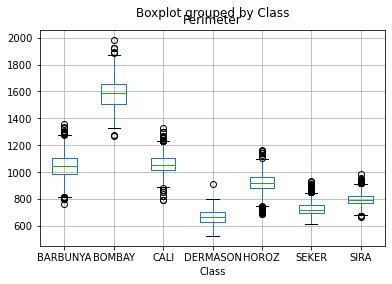 Boxplot grouped by Class
Perimeter
2000
1800
1600
1400
1200
1000
800
600
BARBUNYA BOMBAY CALI DERMASON HOROZ SEKER SIRA
Class